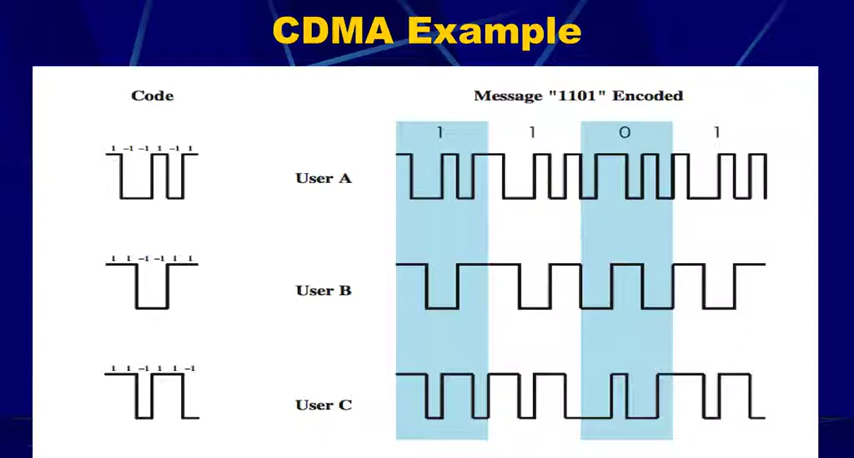 CDMA Example
Code
Message "1101" Encoded
1 1 0 1
1 -1 -1 1 -1 1
User A
1 1 -1 -1 1 1
User B
1 1 -1 1 1 -1
User C